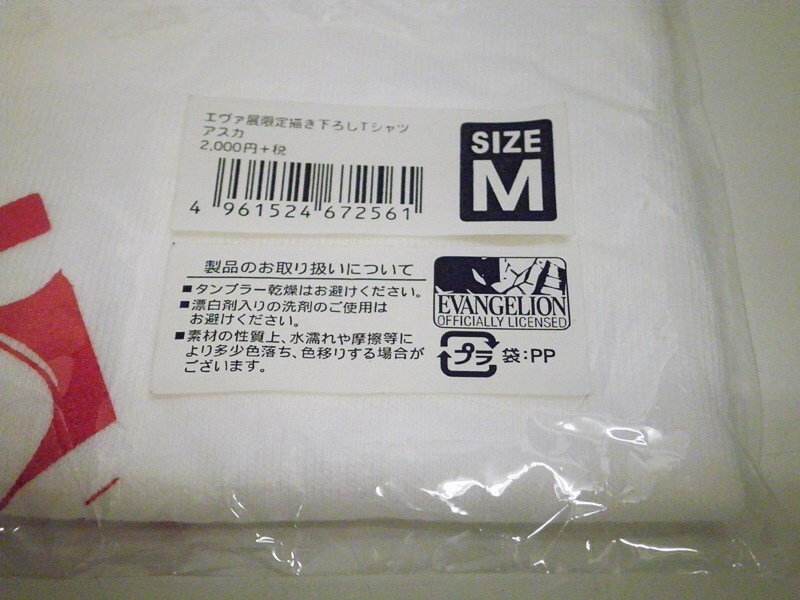 エヴァ展限定描き下ろしTシャツ
アスカ
2,000円+税
SIZE
M
4 961524 672561
製品のお取り扱いについて
■タンブラー乾燥はお避けください。
■漂白剤入りの洗剤のご使用は
お避けください。
■素材の性質上、水濡れや摩擦等に
より多少色落ち、色移りする場合が
ございます。
EVANGELION
OFFICIALLY LICENSED
プラ 袋:PP